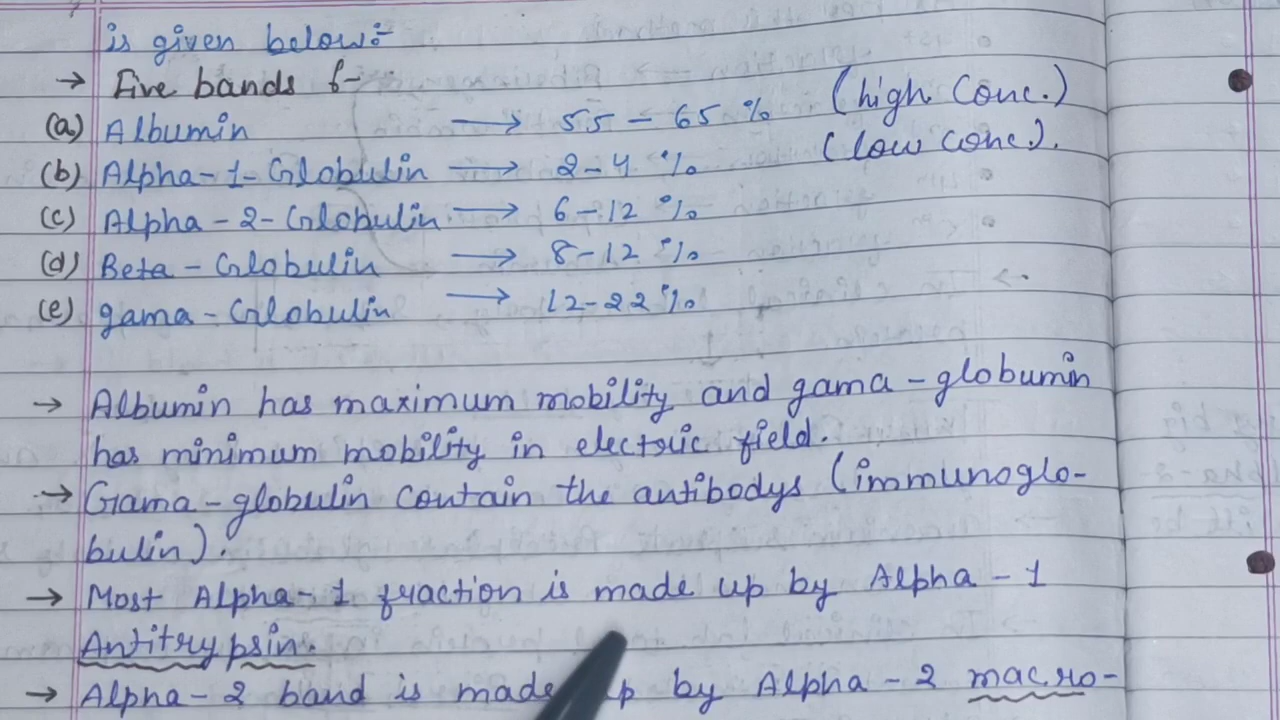 is given below:-
→ Five bands :-
(a) Albumin → 55 - 65 % (high Conc.)
(b) Alpha-1-Globulin → 2-4 % (low conc.).
(c) Alpha-2-Globulin → 6-12 %
(d) Beta-Globulin → 8-12 %
(e) gama-Globulin → 12-22 %
→ Albumin has maximum mobility and gama-globumin
has minimum mobility in electric field.
→ Gama-globulin contain the antibodys (immunoglo-
bulin).
→ Most Alpha-1 fraction is made up by Alpha-1
Antitrypsin.
→ Alpha-2 band is made up by Alpha-2 macro-